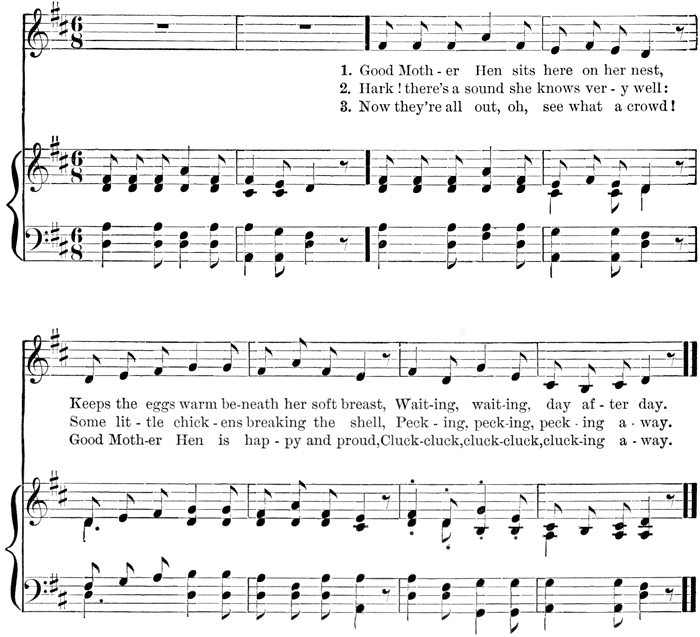 1. Good Moth - er Hen sits here on her nest,
2. Hark ! there's a sound she knows ver - y well :
3. Now they're all out, oh, see what a crowd !
Keeps the eggs warm be-neath her soft breast, Wait-ing, wait-ing, day af - ter day.
Some lit - tle chick - ens breaking the shell, Peck - ing, peck-ing, peck - ing a - way.
Good Moth-er Hen is hap - py and proud, Cluck-cluck, cluck-cluck, cluck-ing a - way.